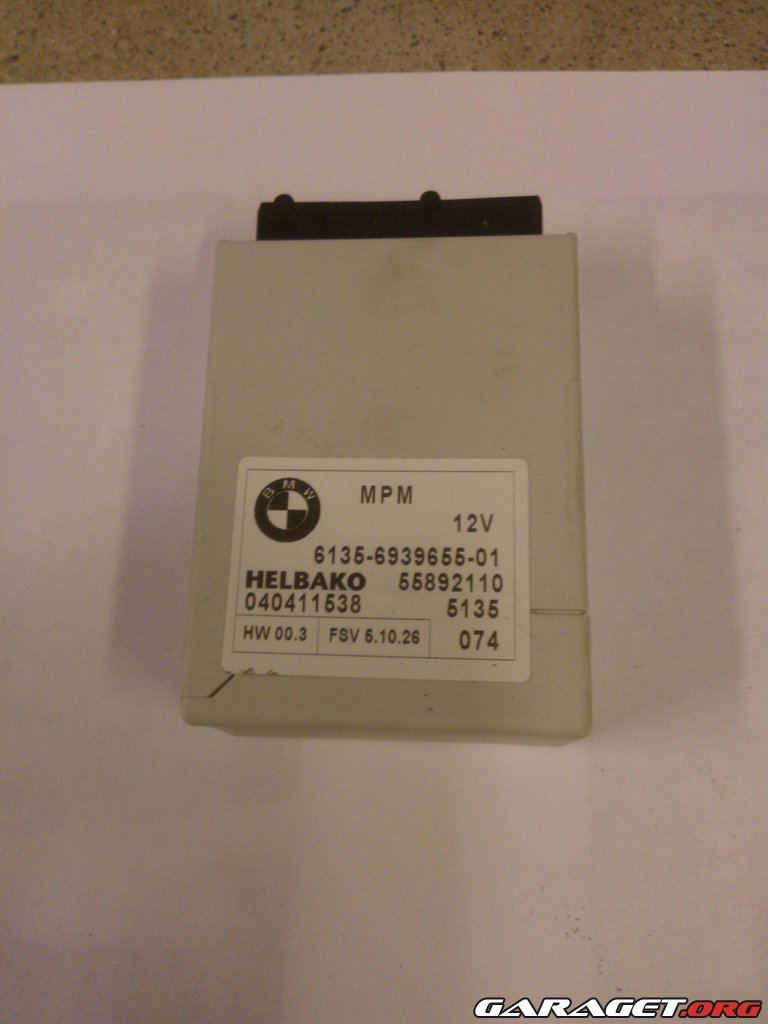 BMW
MPM
12V
6135-6939655-01
HELBAKO 55892110
040411538 5135
HW 00.3 FSV 5.10.26 074
GARAGET.ORG